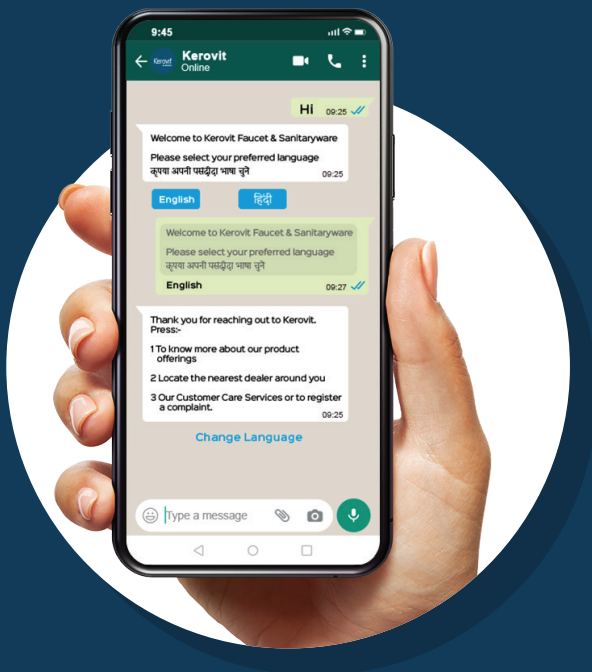 9:45
Kerovit
Kerovit
Online
Hi 09:25
Welcome to Kerovit Faucet & Sanitaryware
Please select your preferred language
कृपया अपनी पसंदीदा भाषा चुनें
09:25
English
हिंदी
Welcome to Kerovit Faucet & Sanitaryware
Please select your preferred language
कृपया अपनी पसंदीदा भाषा चुनें
English 09:27
Thank you for reaching out to Kerovit.
Press:-
1 To know more about our product
offerings
2 Locate the nearest dealer around you
3 Our Customer Care Services or to register
a complaint.
09:25
Change Language
Type a message